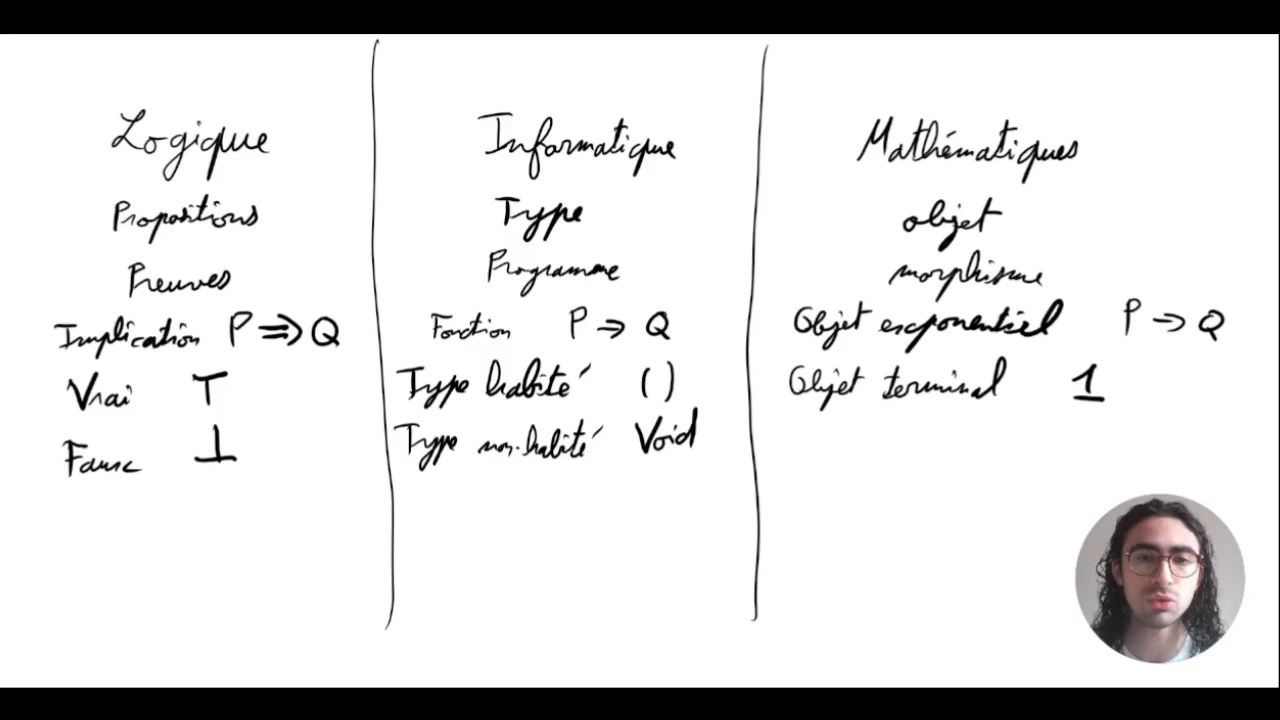 Logique
Propositions
Preuves
Implication P ⇒ Q
Vrai ⊤
Faux ⊥
Informatique
Type
Programme
Fonction P → Q
Type habité ()
Type non-habité Void
Mathématiques
objet
morphisme
Objet exponentiel P → Q
Objet terminal 1